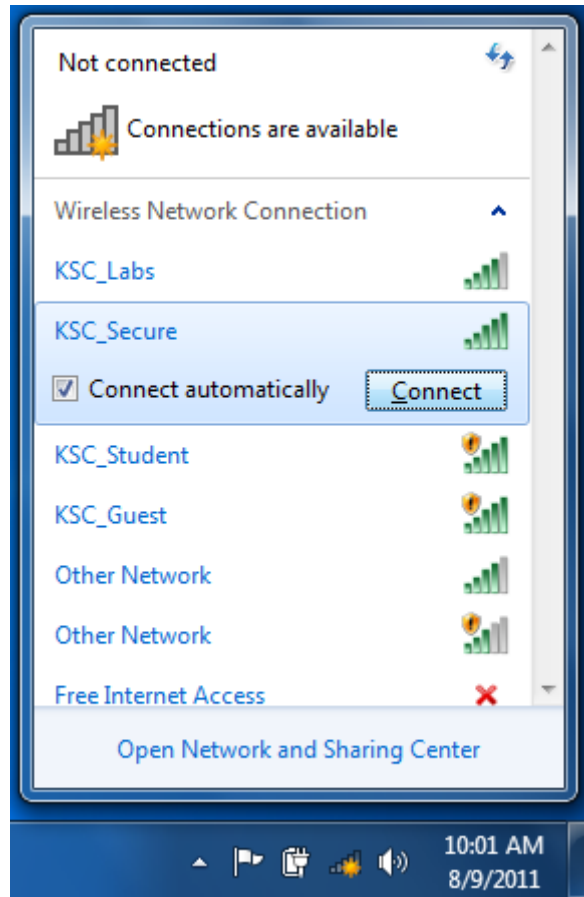 Not connected
Connections are available
Wireless Network Connection
KSC_Labs
KSC_Secure
Connect automatically Connect
KSC_Student
KSC_Guest
Other Network
Other Network
Free Internet Access
Open Network and Sharing Center
10:01 AM
8/9/2011